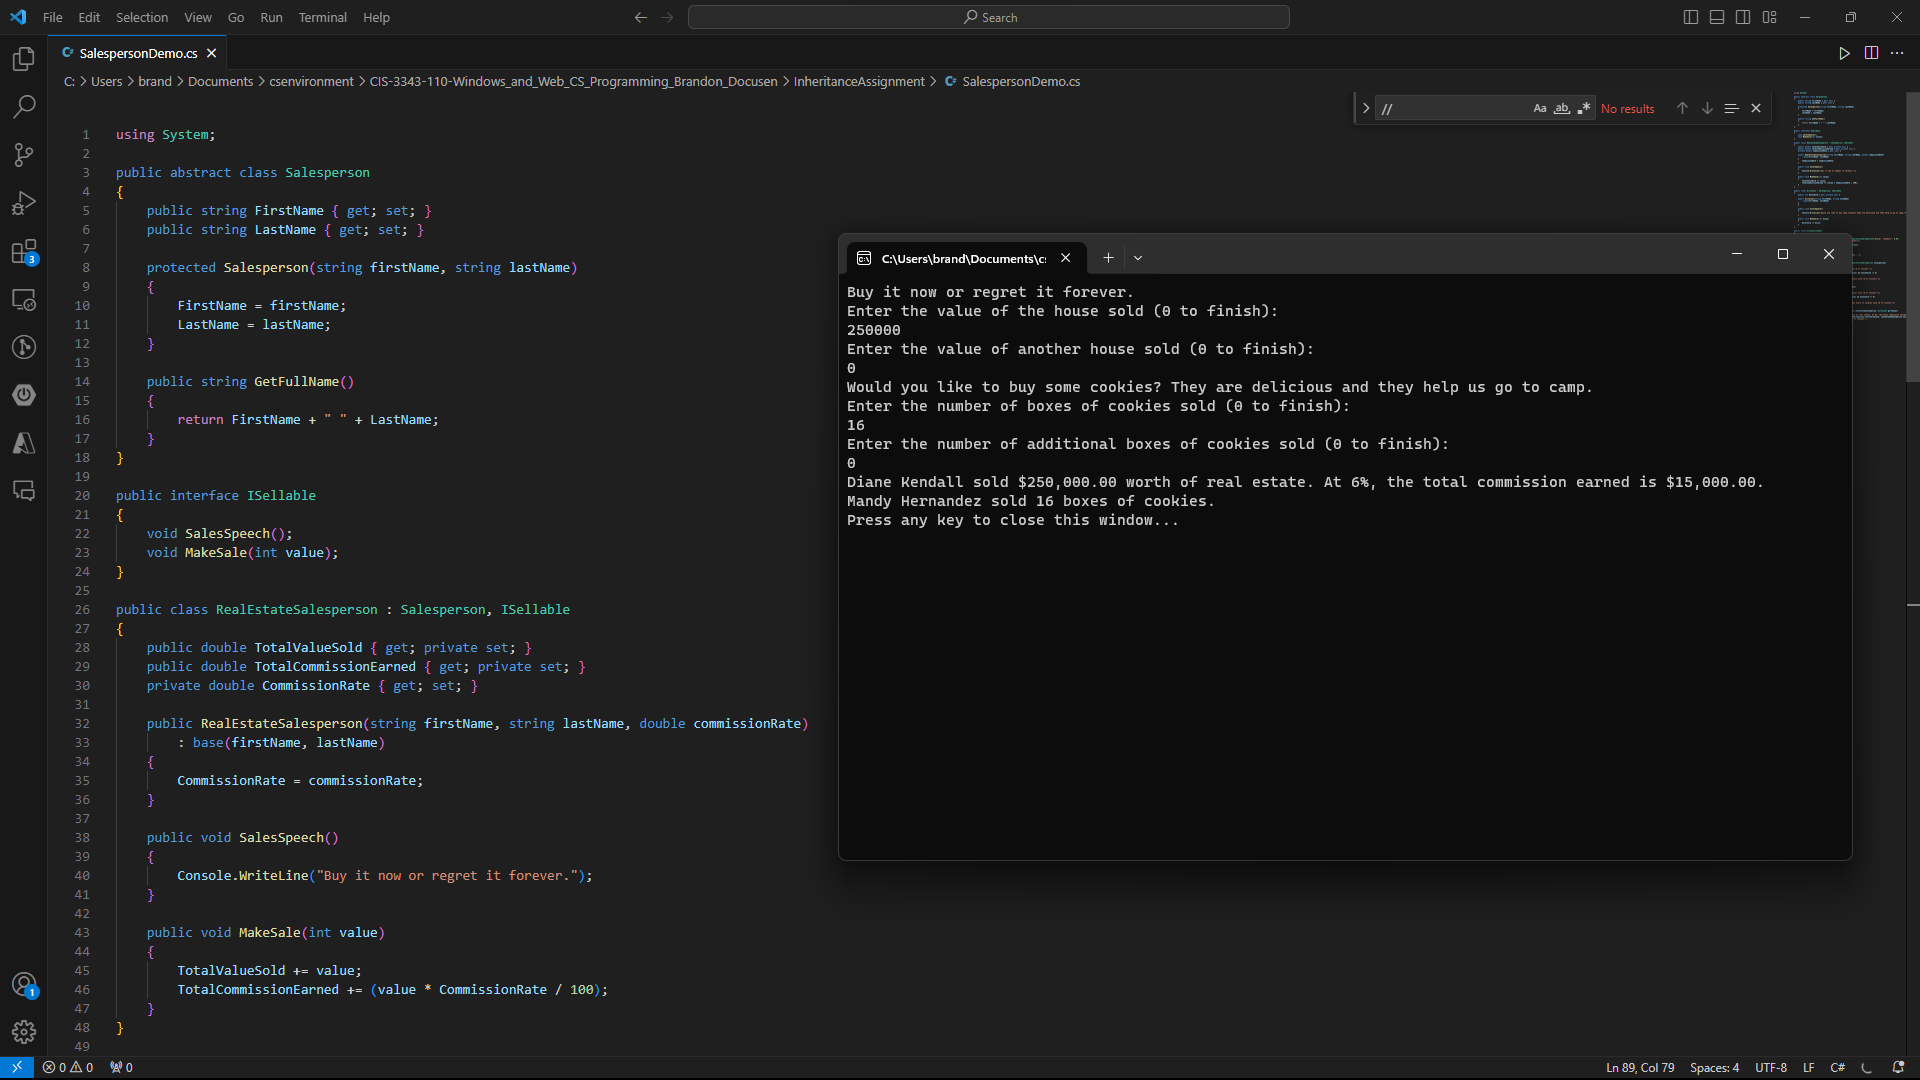 File Edit Selection View Go Run Terminal Help
Search
SalespersonDemo.cs
C: > Users > brand > Documents > csenvironment > CIS-3343-110-Windows_and_Web_CS_Programming_Brandon_Docusen > InheritanceAssignment > SalespersonDemo.cs
// Aa ab No results
1 using System;
2
3 public abstract class Salesperson
4 {
5 public string FirstName { get; set; }
6 public string LastName { get; set; }
7
8 protected Salesperson(string firstName, string lastName)
9 {
10 FirstName = firstName;
11 LastName = lastName;
12 }
13
14 public string GetFullName()
15 {
16 return FirstName + " " + LastName;
17 }
18 }
19
20 public interface ISellable
21 {
22 void SalesSpeech();
23 void MakeSale(int value);
24 }
25
26 public class RealEstateSalesperson : Salesperson, ISellable
27 {
28 public double TotalValueSold { get; private set; }
29 public double TotalCommissionEarned { get; private set; }
30 private double CommissionRate { get; set; }
31
32 public RealEstateSalesperson(string firstName, string lastName, double commissionRate)
33 : base(firstName, lastName)
34 {
35 CommissionRate = commissionRate;
36 }
37
38 public void SalesSpeech()
39 {
40 Console.WriteLine("Buy it now or regret it forever.");
41 }
42
43 public void MakeSale(int value)
44 {
45 TotalValueSold += value;
46 TotalCommissionEarned += (value * CommissionRate / 100);
47 }
48 }
49
C:\Users\brand\Documents\c
Buy it now or regret it forever.
Enter the value of the house sold (0 to finish):
250000
Enter the value of another house sold (0 to finish):
0
Would you like to buy some cookies? They are delicious and they help us go to camp.
Enter the number of boxes of cookies sold (0 to finish):
16
Enter the number of additional boxes of cookies sold (0 to finish):
0
Diane Kendall sold $250,000.00 worth of real estate. At 6%, the total commission earned is $15,000.00.
Mandy Hernandez sold 16 boxes of cookies.
Press any key to close this window...
3
1
0 0 0
Ln 89, Col 79 Spaces: 4 UTF-8 LF C#